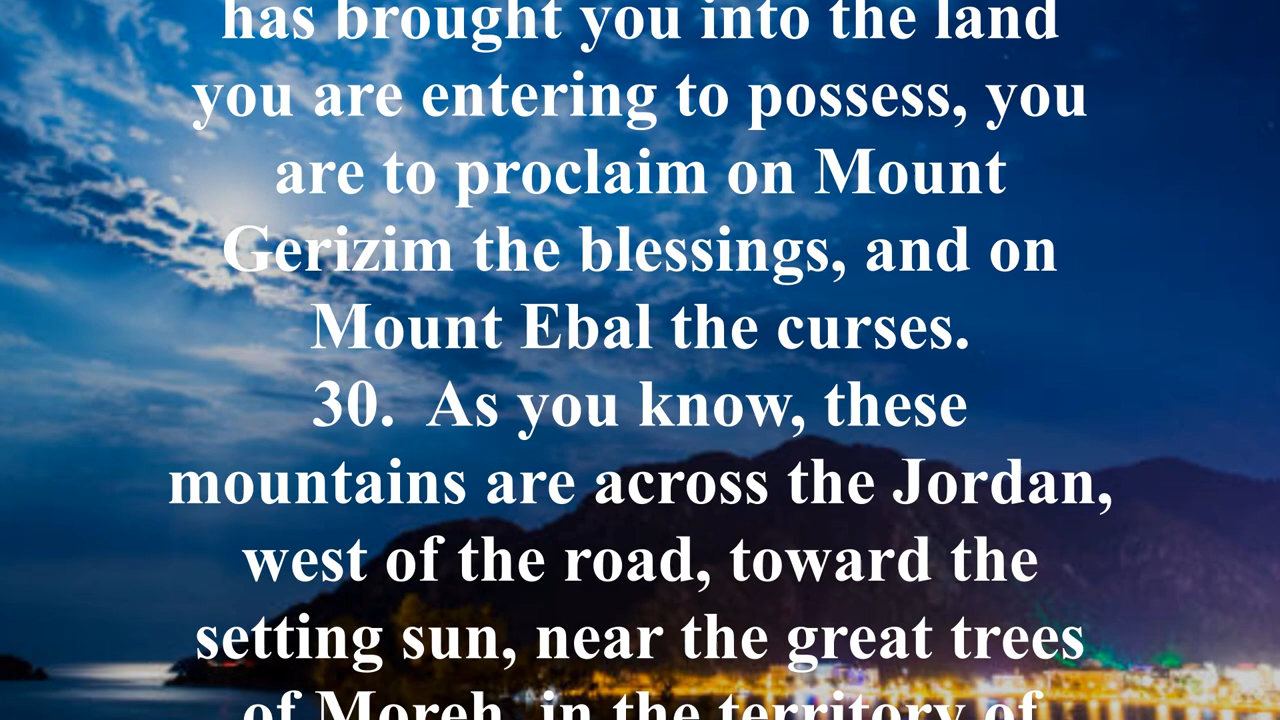 has brought you into the land
you are entering to possess, you
are to proclaim on Mount
Gerizim the blessings, and on
Mount Ebal the curses.
30. As you know, these
mountains are across the Jordan,
west of the road, toward the
setting sun, near the great trees
of Moreh, in the territory of